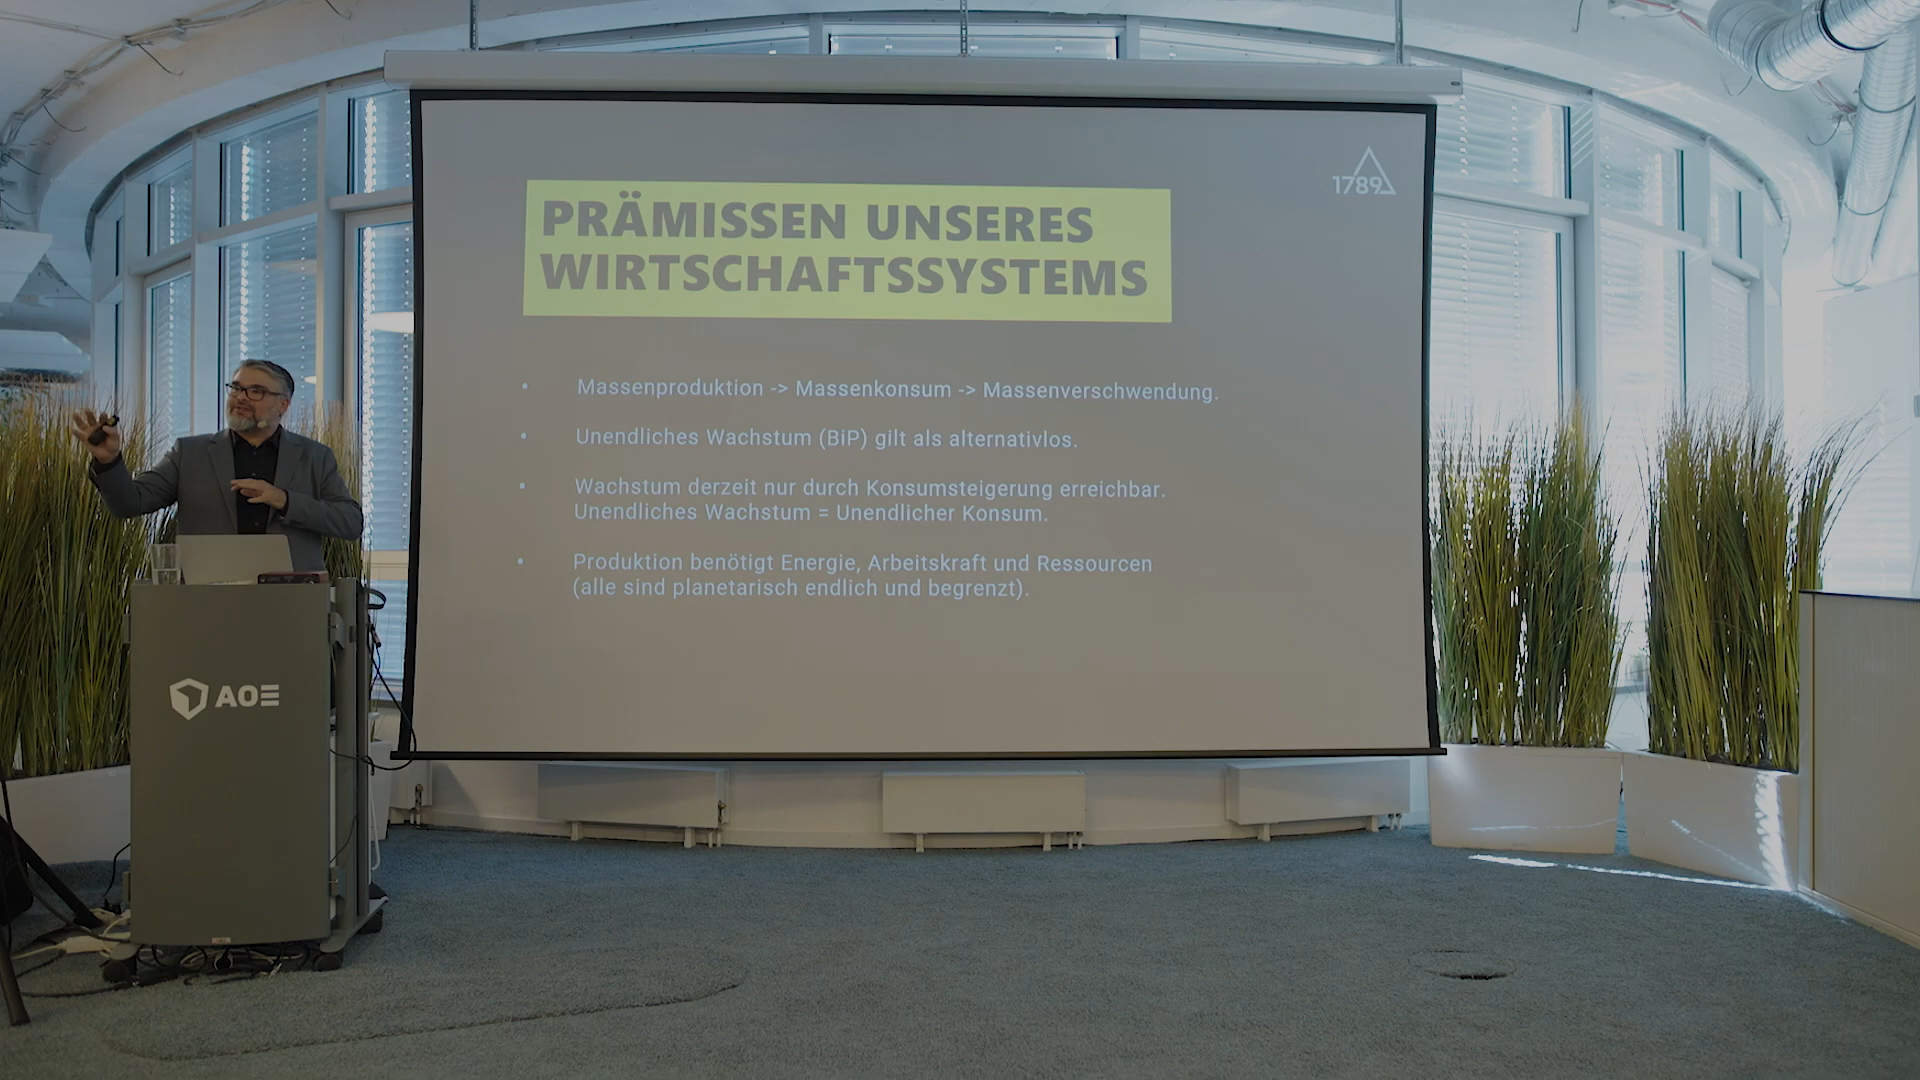 1789
PRÄMISSEN UNSERES
WIRTSCHAFTSSYSTEMS
• Massenproduktion -> Massenkonsum -> Massenverschwendung.
• Unendliches Wachstum (BiP) gilt als alternativlos.
• Wachstum derzeit nur durch Konsumsteigerung erreichbar.
Unendliches Wachstum = Unendlicher Konsum.
• Produktion benötigt Energie, Arbeitskraft und Ressourcen
(alle sind planetarisch endlich und begrenzt).
AOE